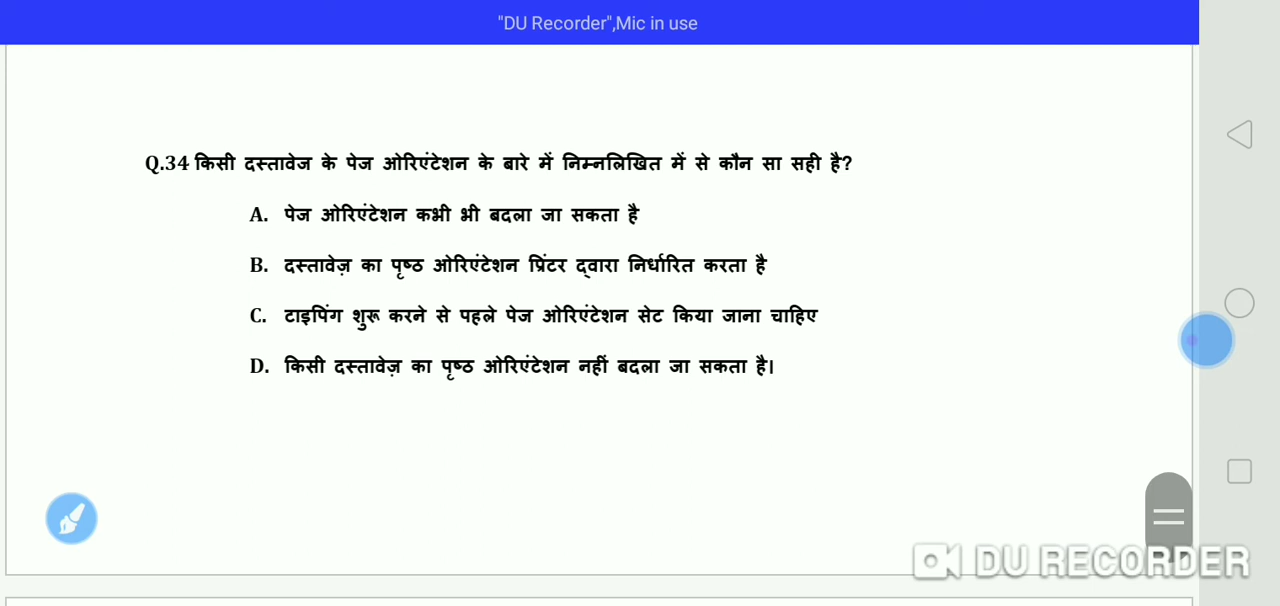 "DU Recorder",Mic in use
Q.34 किसी दस्तावेज के पेज ओरिएंटेशन के बारे में निम्नलिखित में से कौन सा सही है?
A. पेज ओरिएंटेशन कभी भी बदला जा सकता है
B. दस्तावेज़ का पृष्ठ ओरिएंटेशन प्रिंटर द्वारा निर्धारित करता है
C. टाइपिंग शुरू करने से पहले पेज ओरिएंटेशन सेट किया जाना चाहिए
D. किसी दस्तावेज़ का पृष्ठ ओरिएंटेशन नहीं बदला जा सकता है।
DU RECORDER